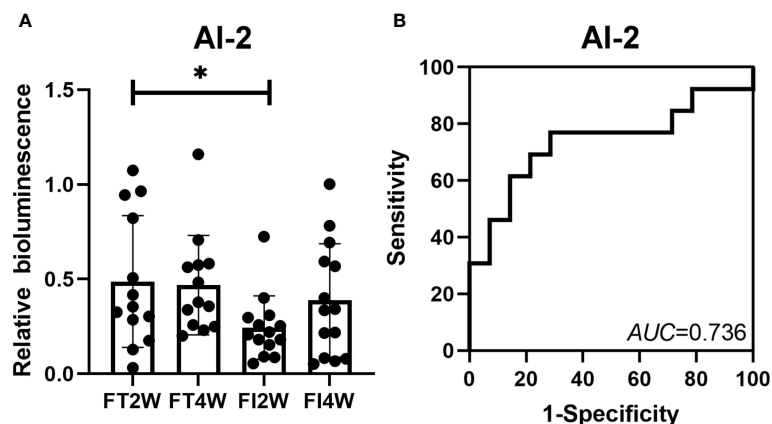 A
AI-2
*
Relative bioluminescence
1.5
1.0
0.5
0.0
FT2W FT4W FI2W FI4W
B
AI-2
Sensitivity
100
80
60
40
20
0
AUC=0.736
0 20 40 60 80 100
1-Specificity